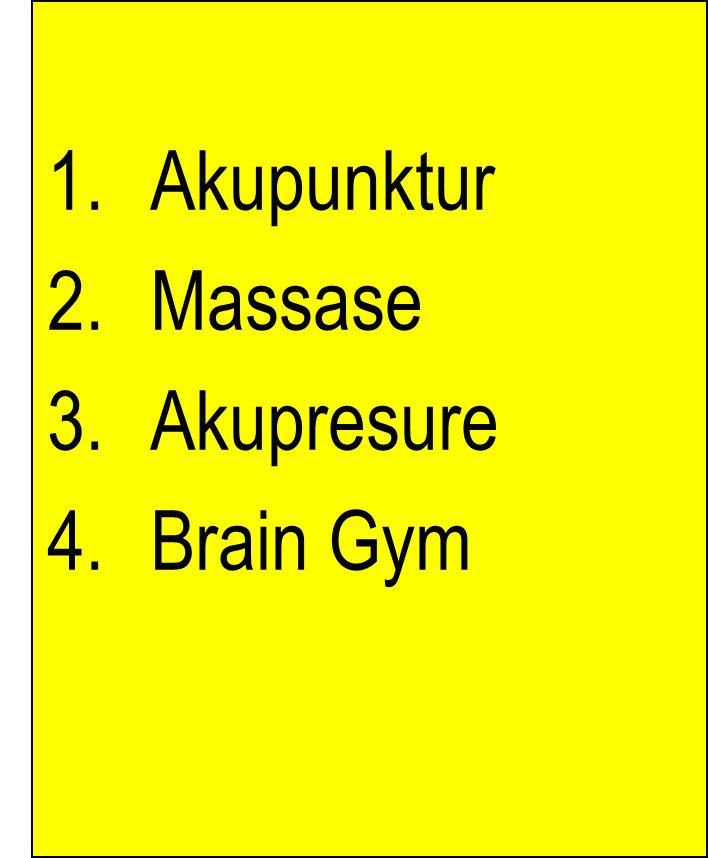 1. Akupunktur
2. Massase
3. Akupresure
4. Brain Gym